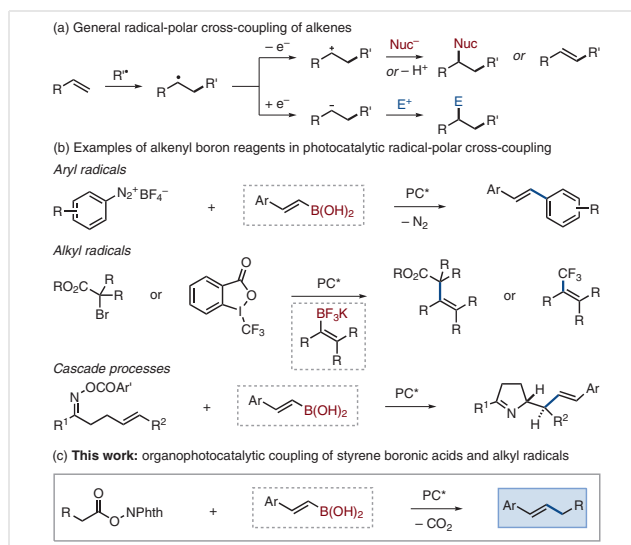 (a) General radical-polar cross-coupling of alkenes
R R'• R • R' – e⁻ + R' Nuc⁻ or – H⁺ Nuc R R' or R R'
+ e⁻ R – R' E⁺ E R R'
(b) Examples of alkenyl boron reagents in photocatalytic radical-polar cross-coupling
Aryl radicals
R N₂⁺BF₄⁻ + Ar B(OH)₂ PC* – N₂ Ar R
Alkyl radicals
RO₂C R R Br or O O I CF₃ PC* BF₃K R R R RO₂C R R R R R or CF₃ R R R
Cascade processes
N OCOAr' R¹ R² + Ar B(OH)₂ PC* R¹ N H H R² Ar
(c) This work: organophotocatalytic coupling of styrene boronic acids and alkyl radicals
R O O NPhth + Ar B(OH)₂ PC* – CO₂ Ar R